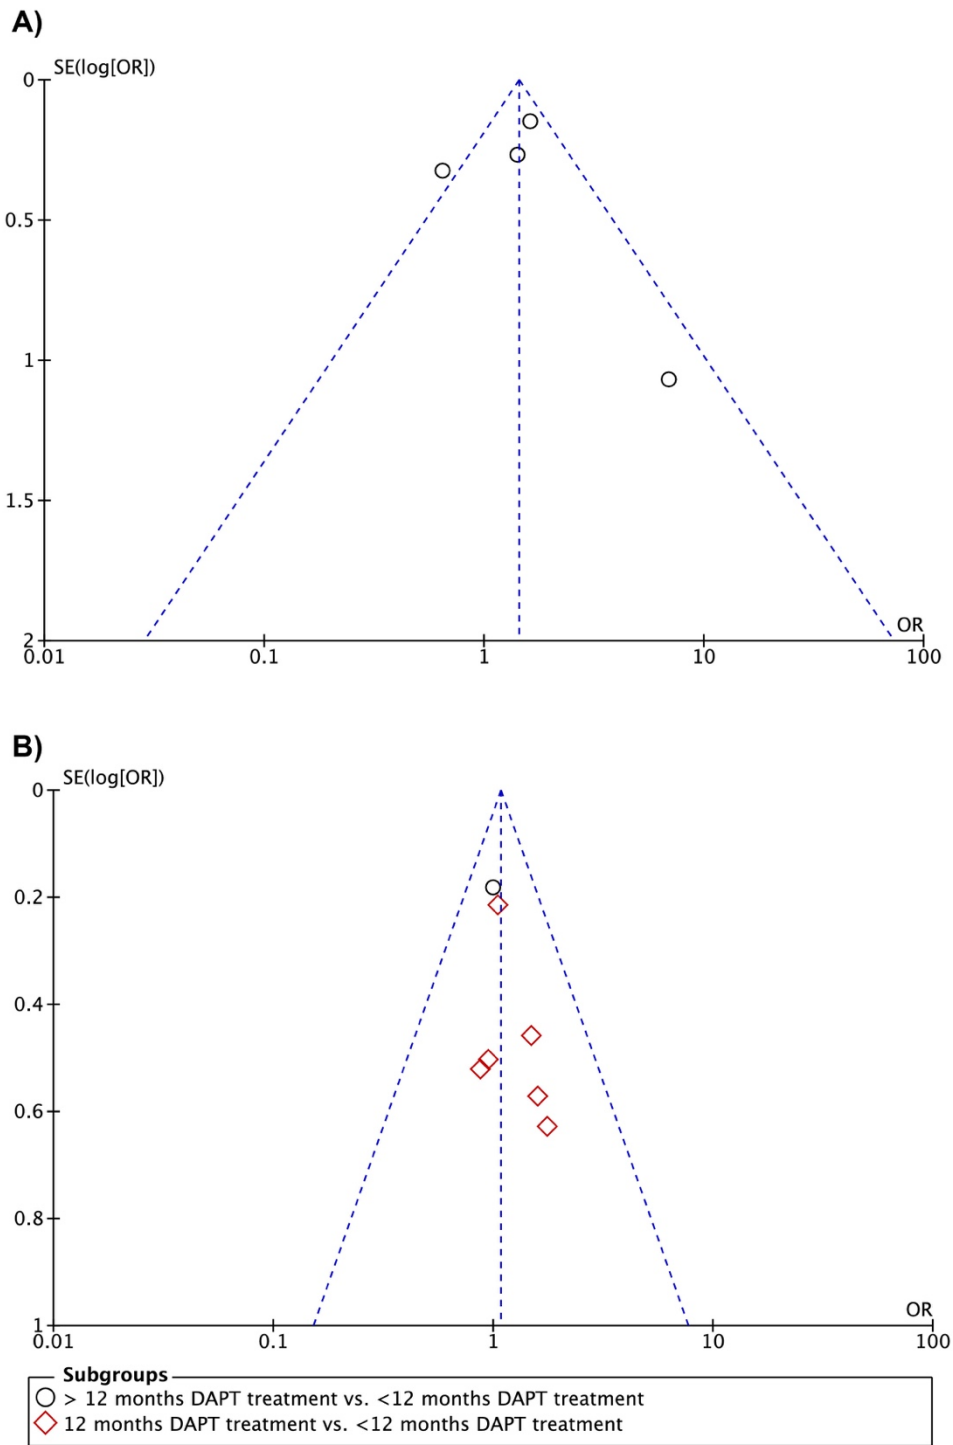 A)
SE(log[OR])
0
0.5
1
1.5
2
OR
0.01 0.1 1 10 100
B)
SE(log[OR])
0
0.2
0.4
0.6
0.8
1
OR
0.01 0.1 1 10 100
Subgroups
> 12 months DAPT treatment vs. <12 months DAPT treatment
12 months DAPT treatment vs. <12 months DAPT treatment